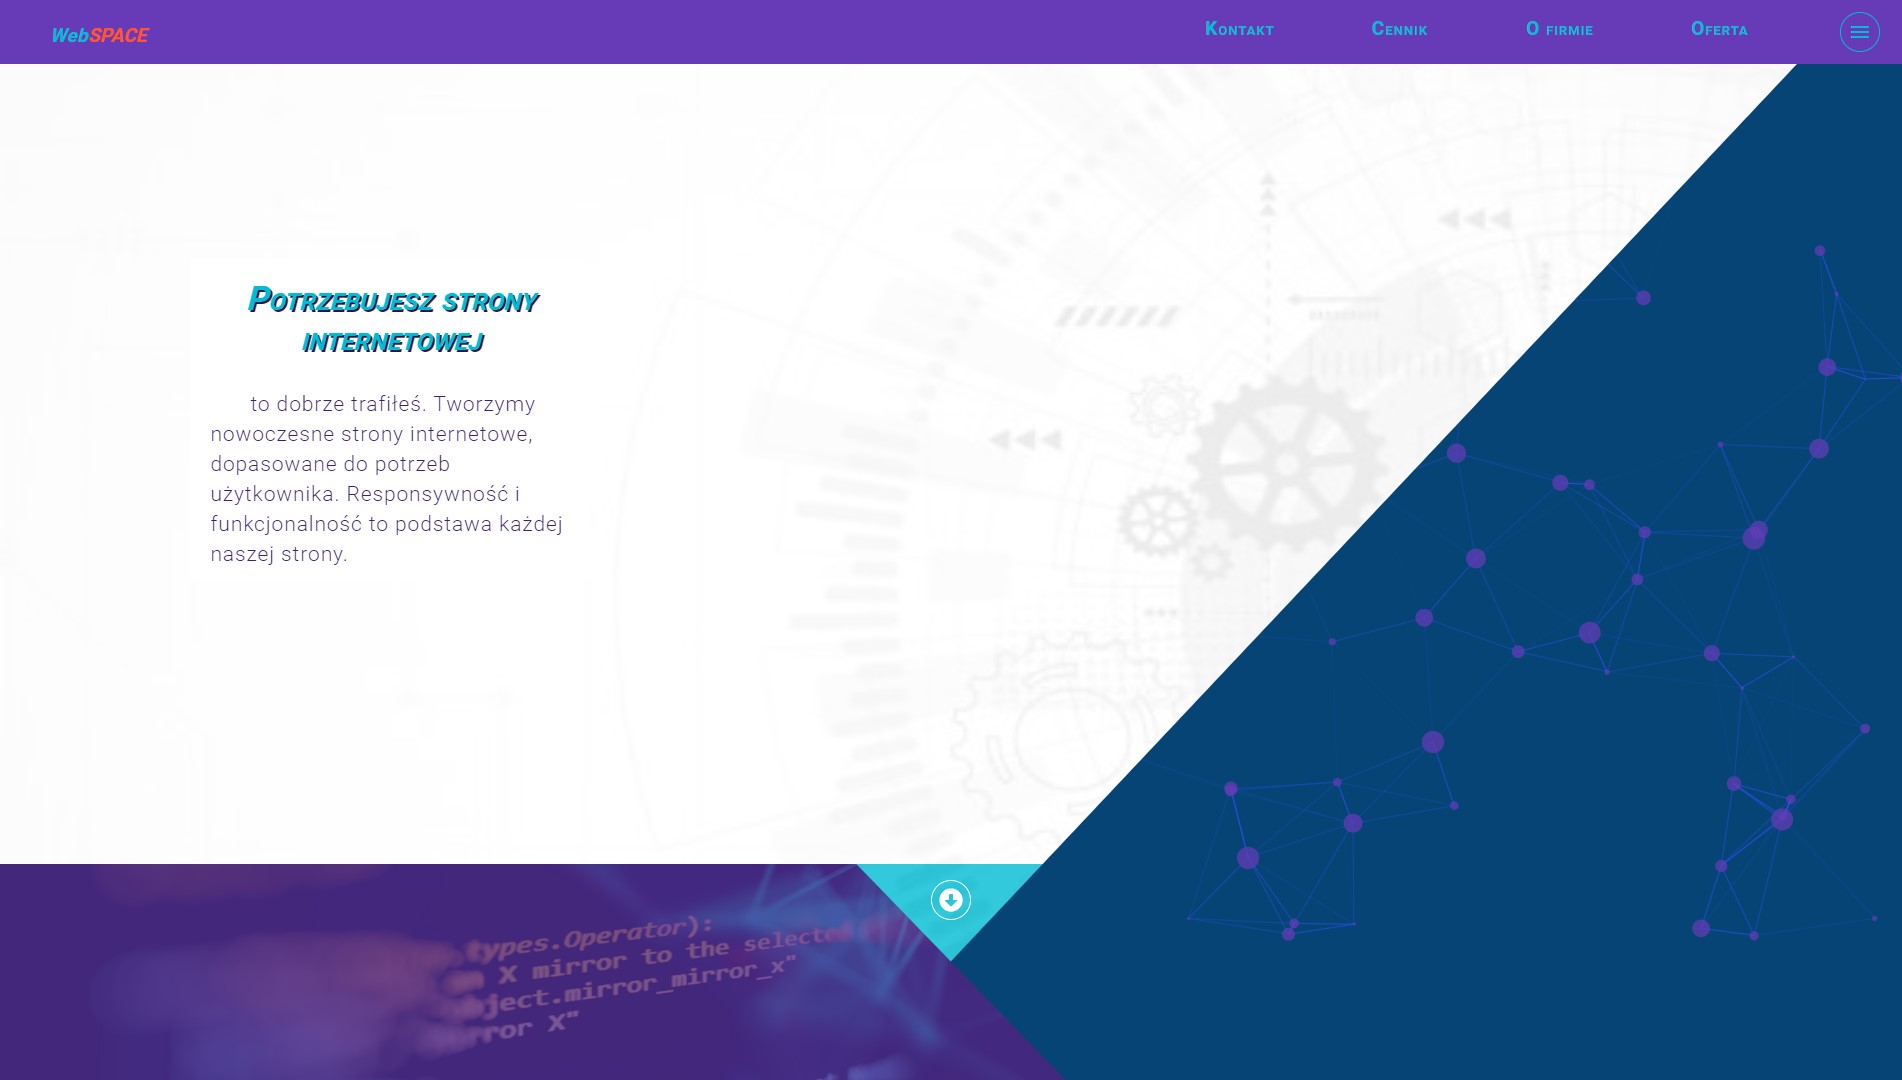 WebSPACE
Kontakt Cennik O firmie Oferta
Potrzebujesz strony
internetowej
to dobrze trafiłeś. Tworzymy
nowoczesne strony internetowe,
dopasowane do potrzeb
użytkownika. Responsywność i
funkcjonalność to podstawa każdej
naszej strony.
types.Operator):
X mirror to the selected
ject.mirror_mirror_x"
ror X"